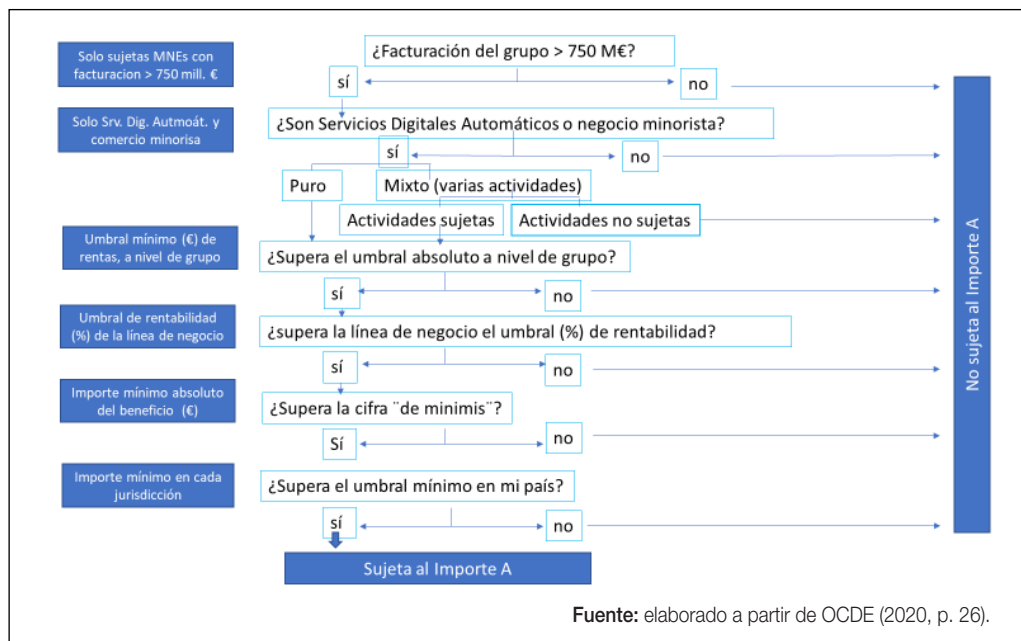 Solo sujetas MNEs con
facturacion > 750 mill. €
¿Facturación del grupo > 750 M€?
sí
no
Solo Srv. Dig. Autmoát. y
comercio minorisa
¿Son Servicios Digitales Automáticos o negocio minorista?
sí
no
Puro
Mixto (varias actividades)
Actividades sujetas
Actividades no sujetas
Umbral mínimo (€) de
rentas, a nivel de grupo
¿Supera el umbral absoluto a nivel de grupo?
sí
no
Umbral de rentabilidad
(%) de la línea de negocio
¿supera la línea de negocio el umbral (%) de rentabilidad?
sí
no
Importe mínimo absoluto
del beneficio (€)
¿Supera la cifra ¨de minimis¨?
Sí
no
Importe mínimo en cada
jurisdicción
¿Supera el umbral mínimo en mi país?
sí
no
Sujeta al Importe A
No sujeta al Importe A
Fuente: elaborado a partir de OCDE (2020, p. 26).